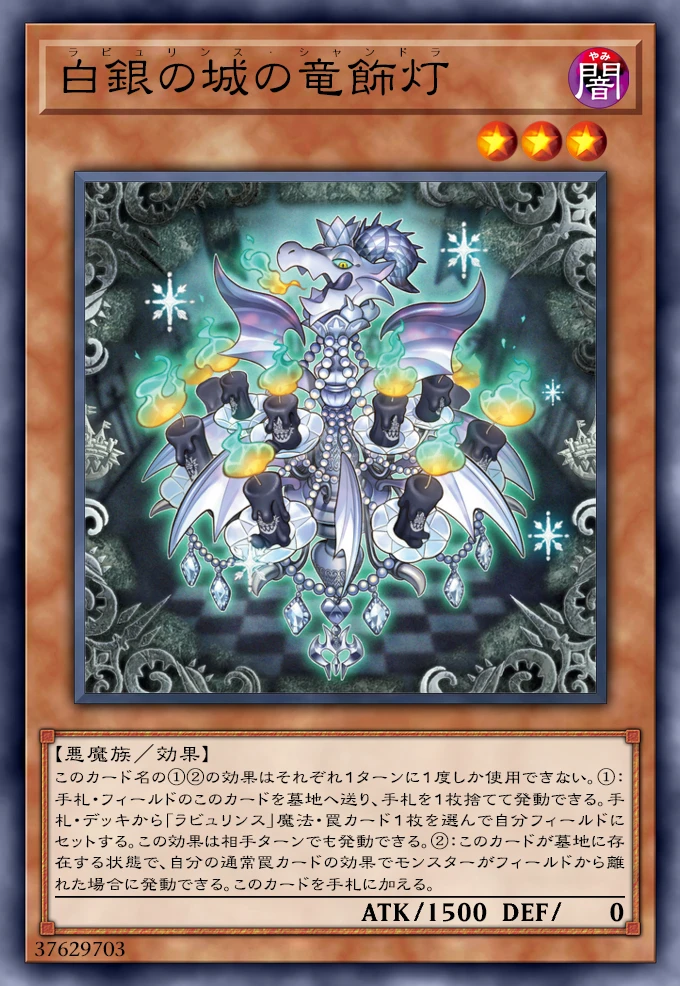 ラビュリンス・シャンドラ
白銀の城の竜飾灯
やみ
闇
【悪魔族／効果】
このカード名の①②の効果はそれぞれ1ターンに1度しか使用できない。①：
手札・フィールドのこのカードを墓地へ送り、手札を1枚捨てて発動できる。手
札・デッキから「ラビュリンス」魔法・罠カード1枚を選んで自分フィールドに
セットする。この効果は相手ターンでも発動できる。②：このカードが墓地に存
在する状態で、自分の通常罠カードの効果でモンスターがフィールドから離
れた場合に発動できる。このカードを手札に加える。
ATK/1500 DEF/ 0
37629703